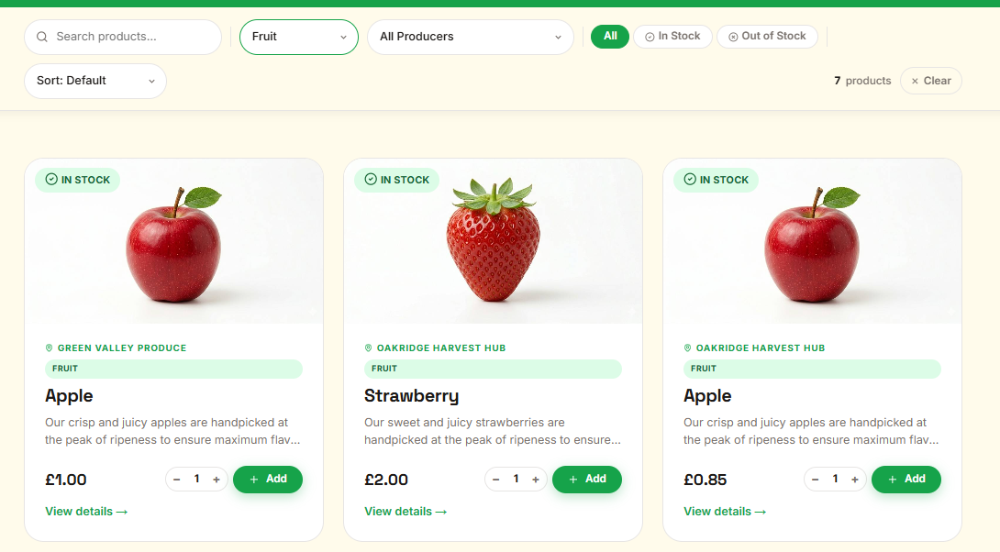 Search products...
Fruit
All Producers
All
In Stock
Out of Stock
Sort: Default
7 products
× Clear
IN STOCK
GREEN VALLEY PRODUCE
FRUIT
Apple
Our crisp and juicy apples are handpicked at
the peak of ripeness to ensure maximum flav...
£1.00
− 1 +
+ Add
View details →
IN STOCK
OAKRIDGE HARVEST HUB
FRUIT
Strawberry
Our sweet and juicy strawberries are
handpicked at the peak of ripeness to ensure...
£2.00
− 1 +
+ Add
View details →
IN STOCK
OAKRIDGE HARVEST HUB
FRUIT
Apple
Our crisp and juicy apples are handpicked at
the peak of ripeness to ensure maximum flav...
£0.85
− 1 +
+ Add
View details →